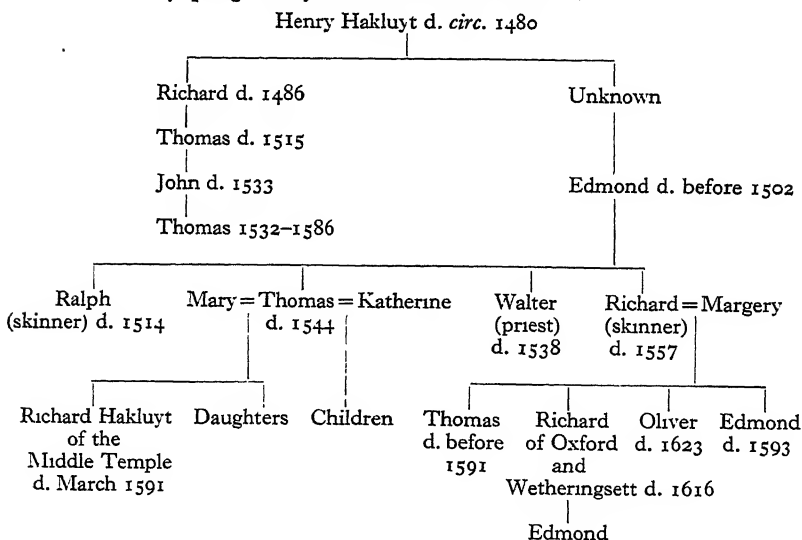 Henry Hakluyt d. circ. 1480
Richard d. 1486 Unknown
Thomas d. 1515
John d. 1533 Edmond d. before 1502
Thomas 1532–1586
Ralph Mary=Thomas=Katherine Walter Richard=Margery
(skinner) d. 1514 d. 1544 (priest) (skinner)
d. 1538 d. 1557
Richard Hakluyt Daughters Children Thomas Richard Oliver Edmond
of the d. before of Oxford d. 1623 d. 1593
Middle Temple 1591 and
d. March 1591 Wetheringsett d. 1616
Edmond